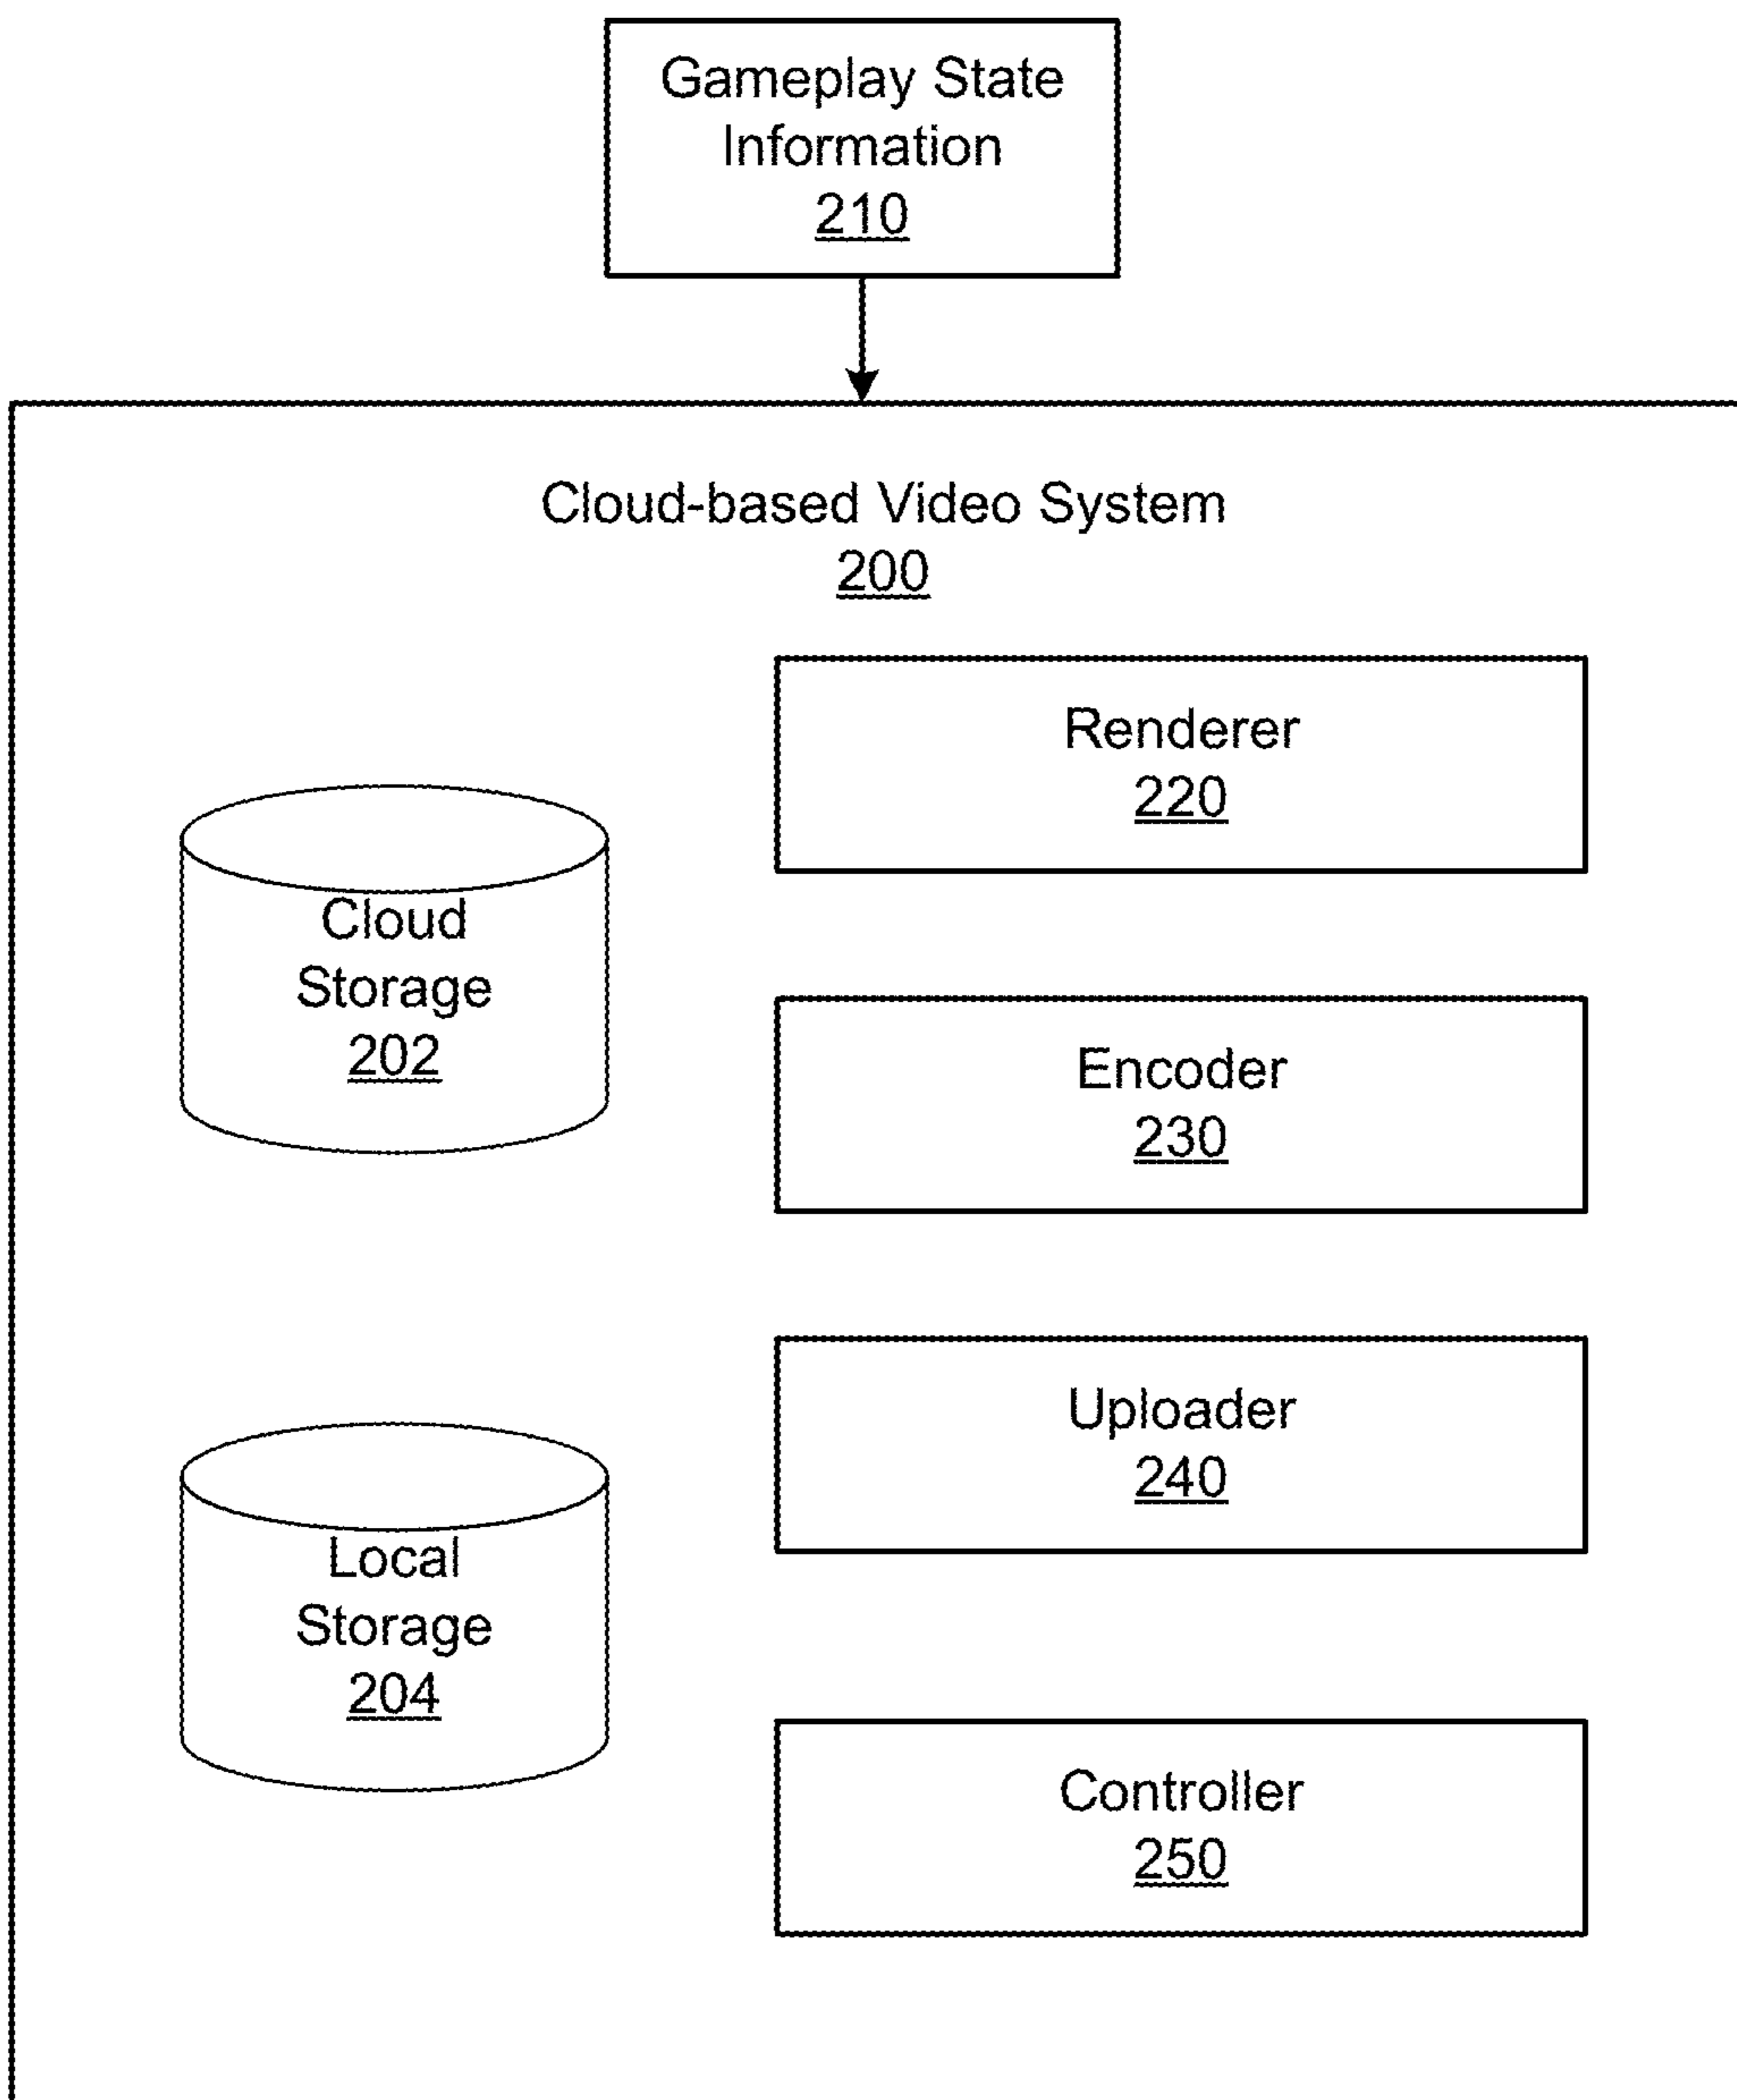 Gameplay State
Information
210
Cloud-based Video System
200
Renderer
220
Cloud
Storage
202
Encoder
230
Uploader
240
Local
Storage
204
Controller
250